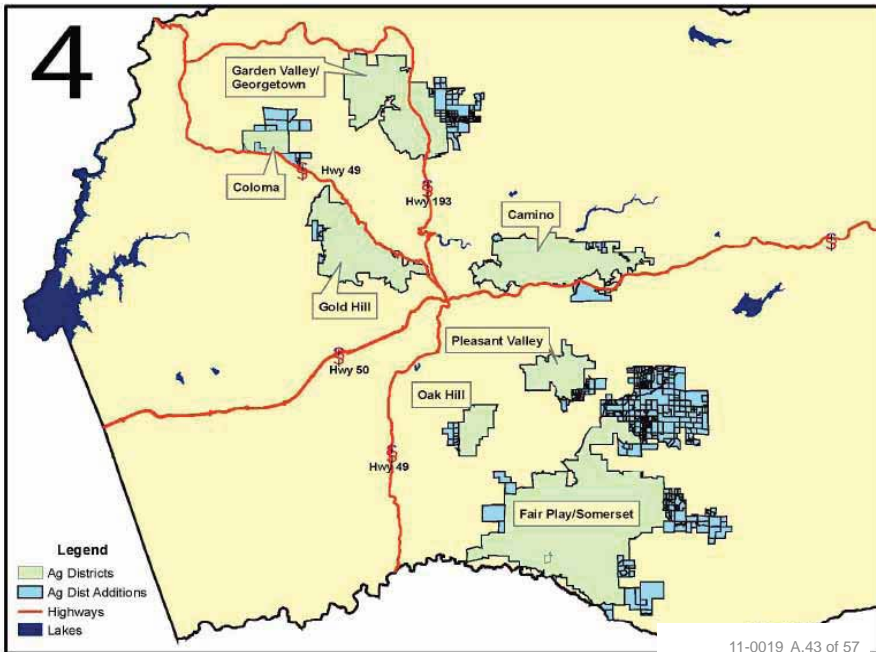 4
Garden Valley/
Georgetown
Coloma
Hwy 49
Hwy 193
Camino
Gold Hill
Pleasant Valley
Hwy 50
Oak Hill
Hwy 49
Fair Play/Somerset
Legend
Ag Districts
Ag Dist Additions
Highways
Lakes
11-0019 A.43 of 57